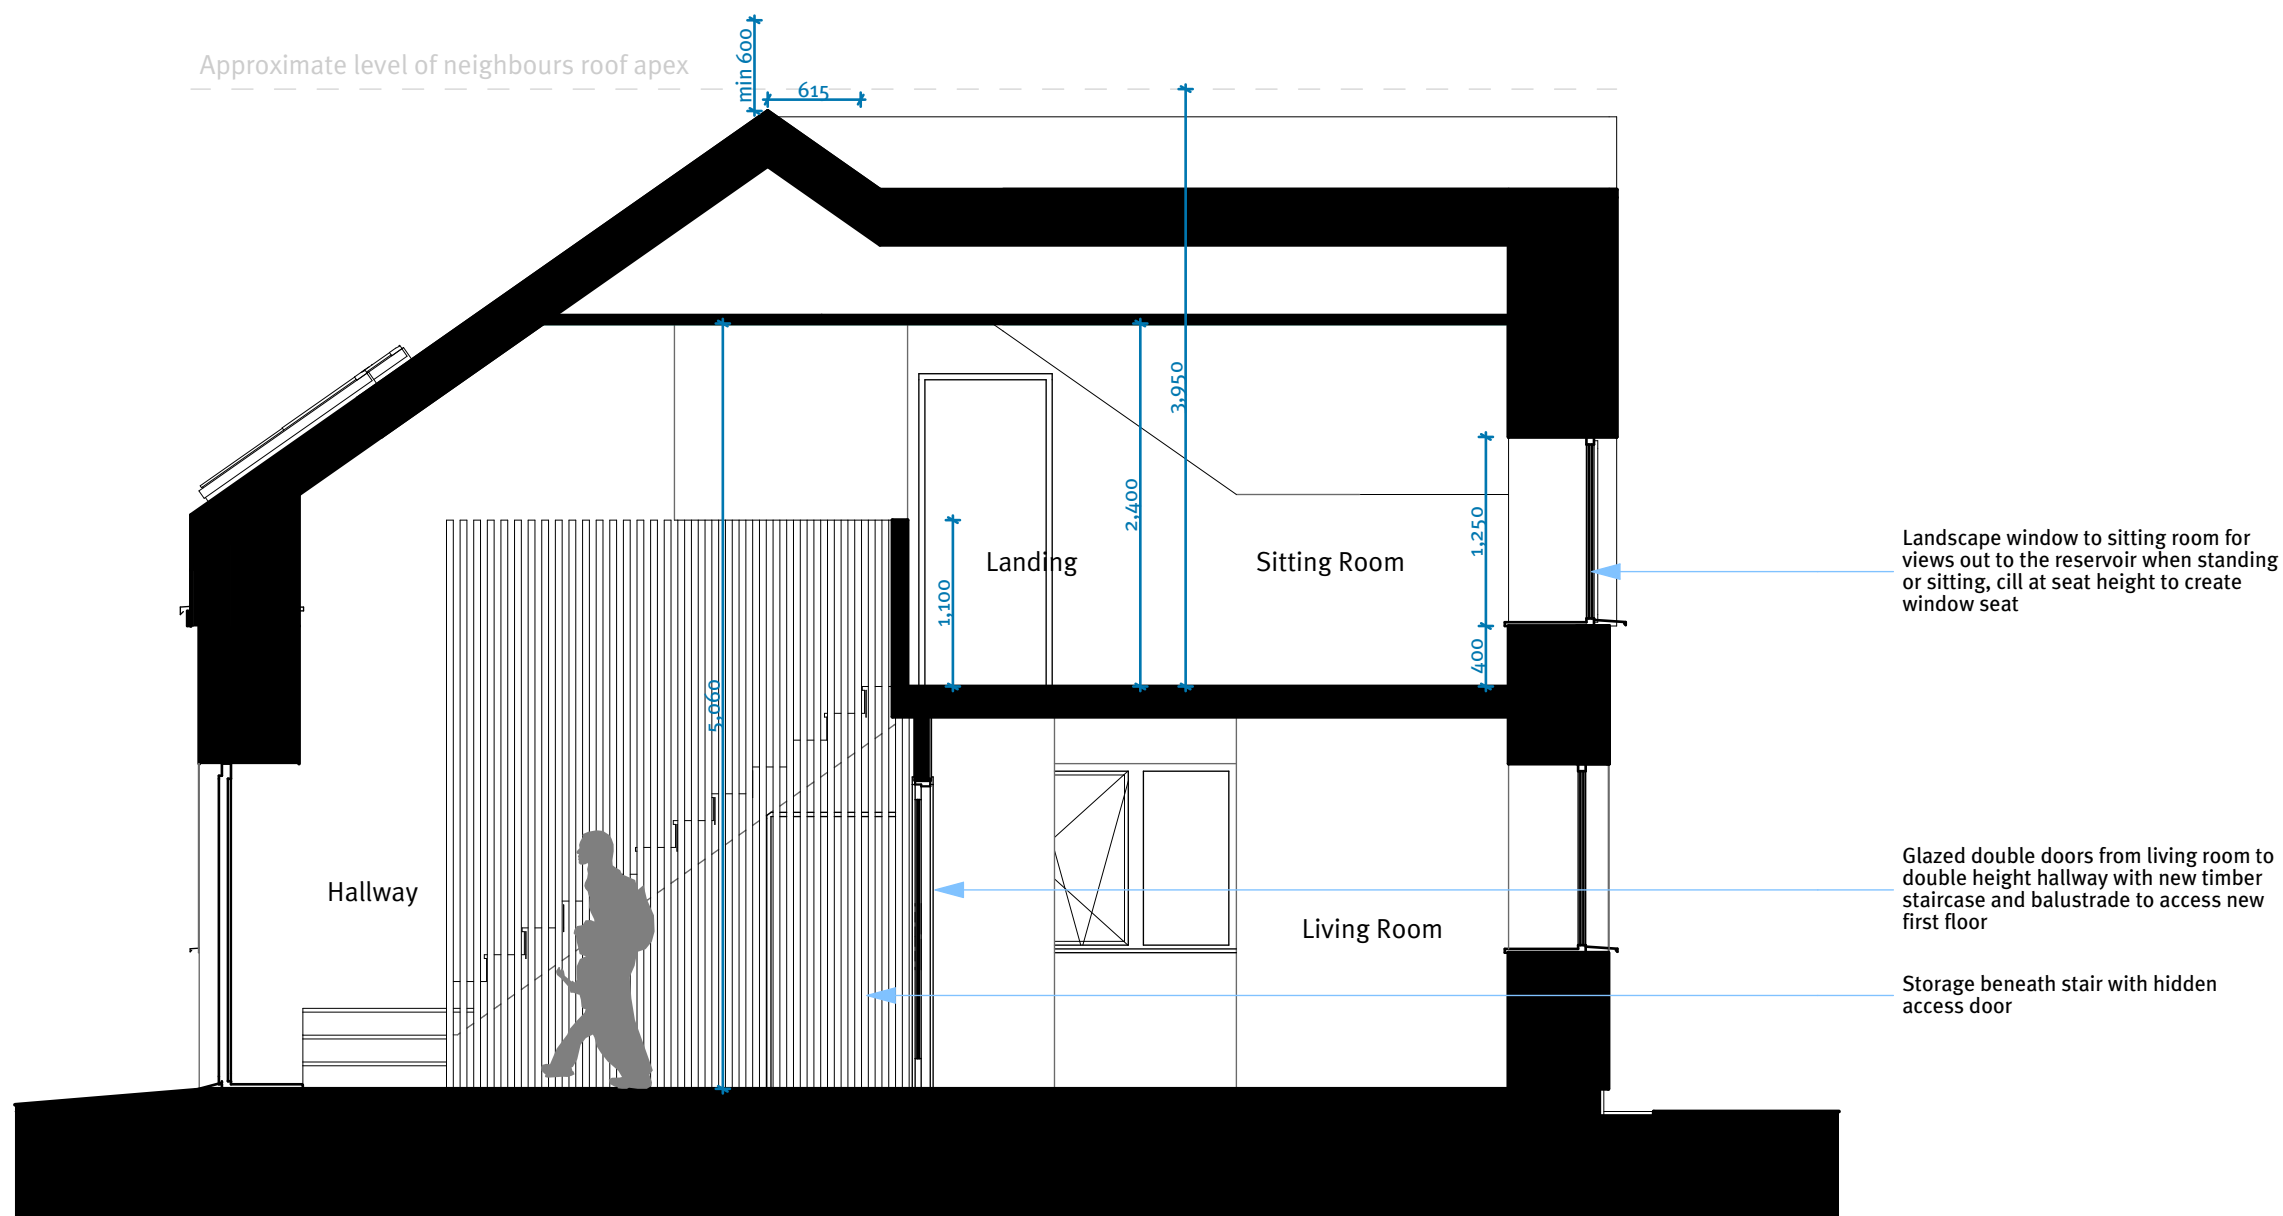 Approximate level of neighbours roof apex
min 600
615
3,950
2,400
1,250
1,100
400
5,060
Landing
Sitting Room
Hallway
Living Room
Landscape window to sitting room for
views out to the reservoir when standing
or sitting, cill at seat height to create
window seat
Glazed double doors from living room to
double height hallway with new timber
staircase and balustrade to access new
first floor
Storage beneath stair with hidden
access door